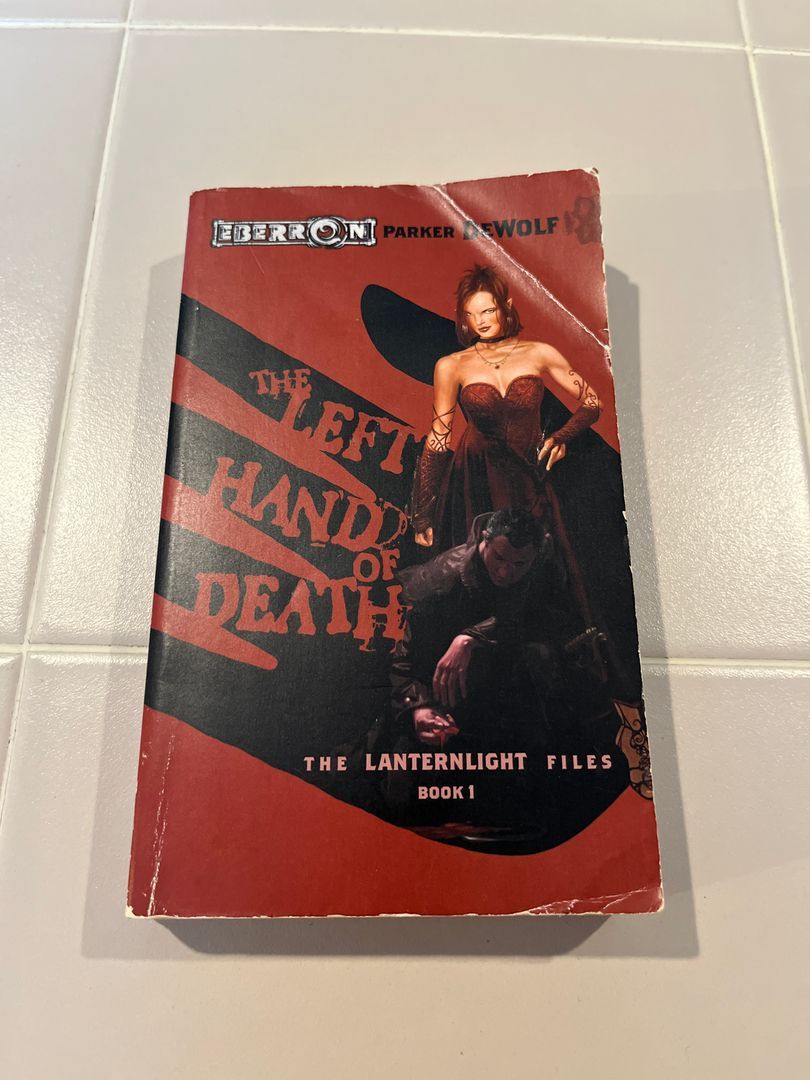 EBERRON PARKER DEWOLF
THE
LEFT
HAND
OF
DEATH
THE LANTERNLIGHT FILES
BOOK 1